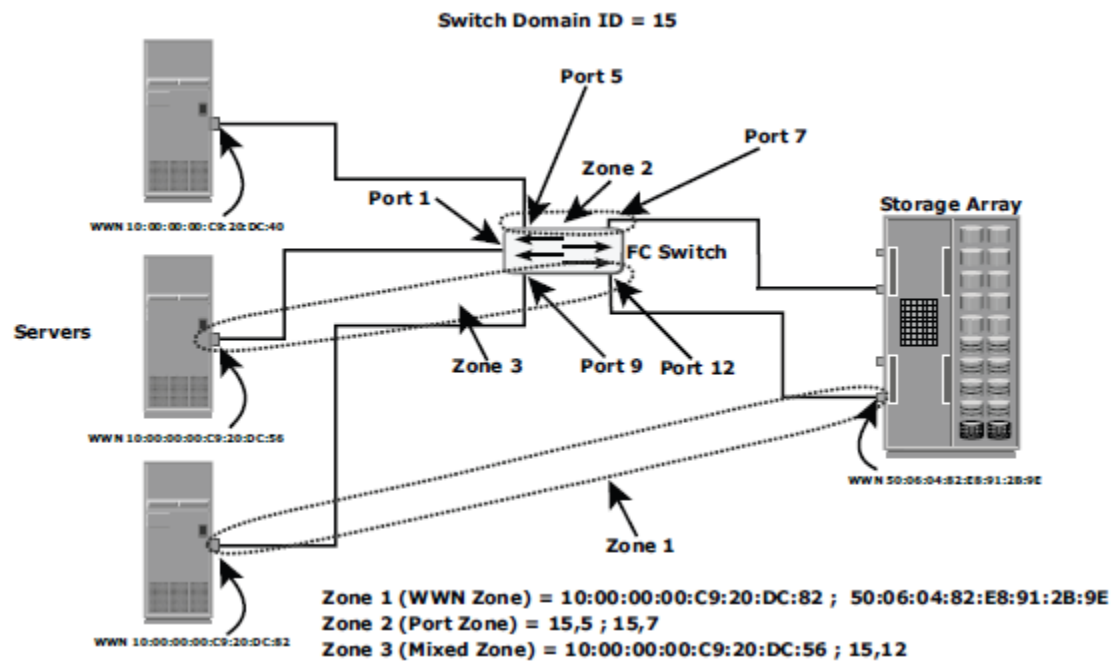 Switch Domain ID = 15
Port 5
Port 7
Zone 2
Port 1
Storage Array
WWN 10:00:00:00:C9:20:DC:40
FC Switch
Servers
Zone 3
Port 9
Port 12
WWN 10:00:00:00:C9:20:DC:56
WWN 50:06:04:82:E8:91:2B:9E
Zone 1
Zone 1 (WWN Zone) = 10:00:00:00:C9:20:DC:82 ; 50:06:04:82:E8:91:2B:9E
Zone 2 (Port Zone) = 15,5 ; 15,7
WWN 10:00:00:00:C9:20:DC:82
Zone 3 (Mixed Zone) = 10:00:00:00:C9:20:DC:56 ; 15,12